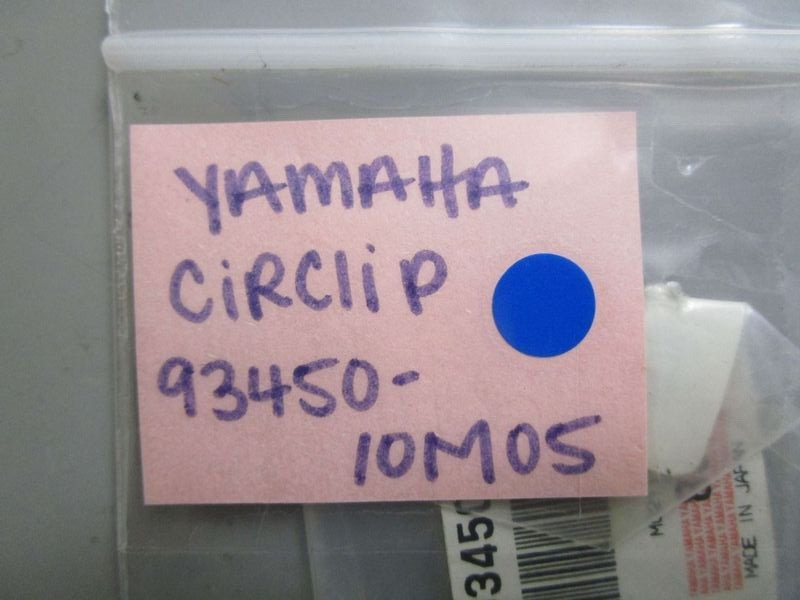 YAMAHA
CiRCliP
93450-
10M05
345
MADE IN JAPAN